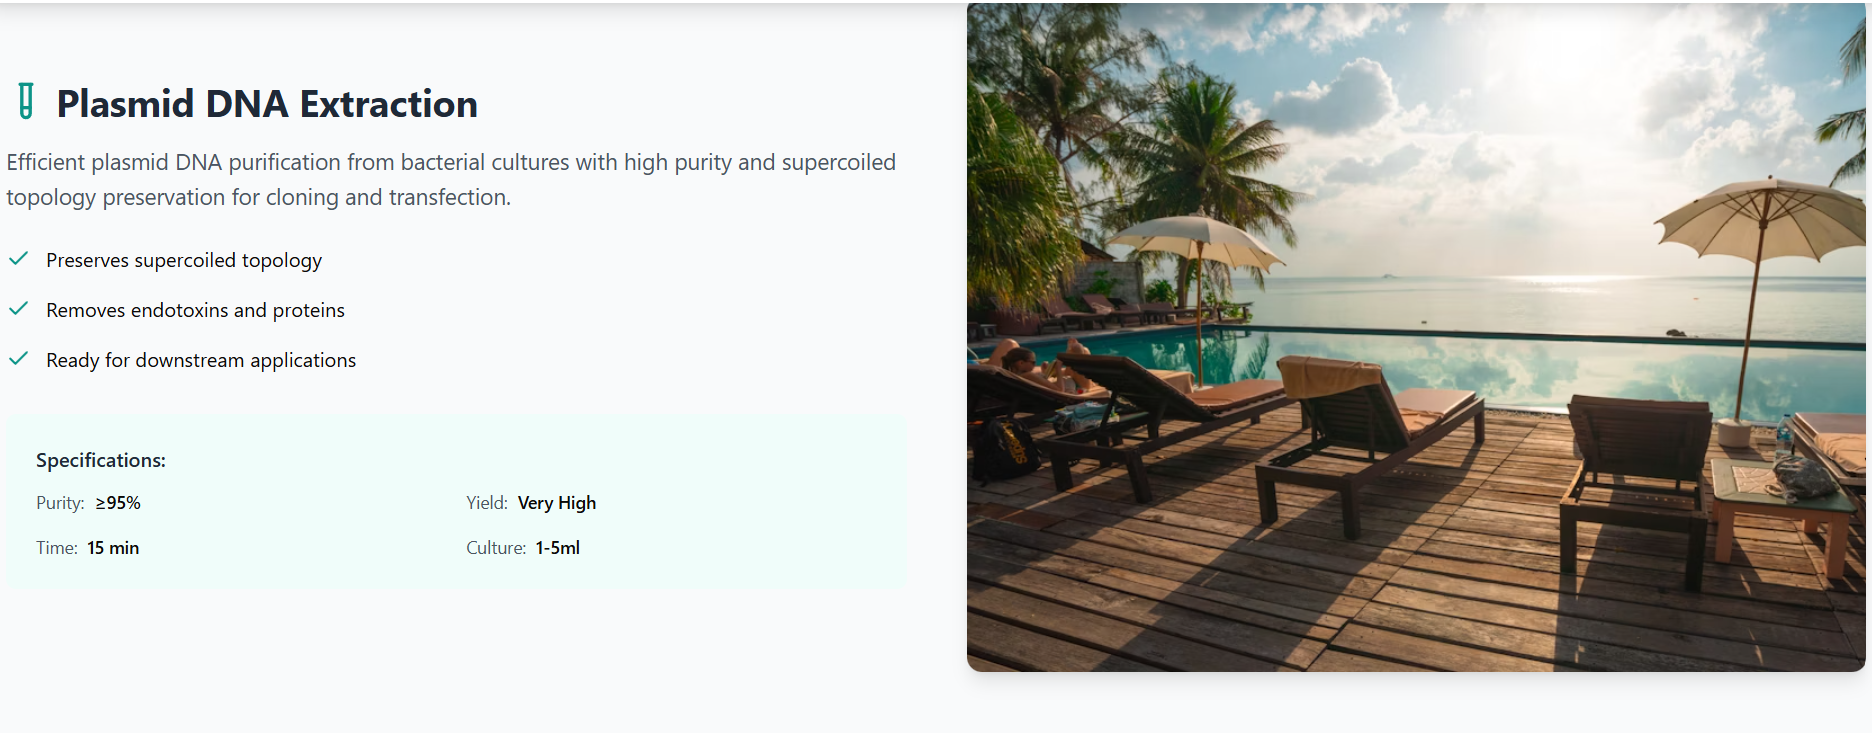 Plasmid DNA Extraction
Efficient plasmid DNA purification from bacterial cultures with high purity and supercoiled
topology preservation for cloning and transfection.
Preserves supercoiled topology
Removes endotoxins and proteins
Ready for downstream applications
Specifications:
Purity: ≥95% Yield: Very High
Time: 15 min Culture: 1-5ml